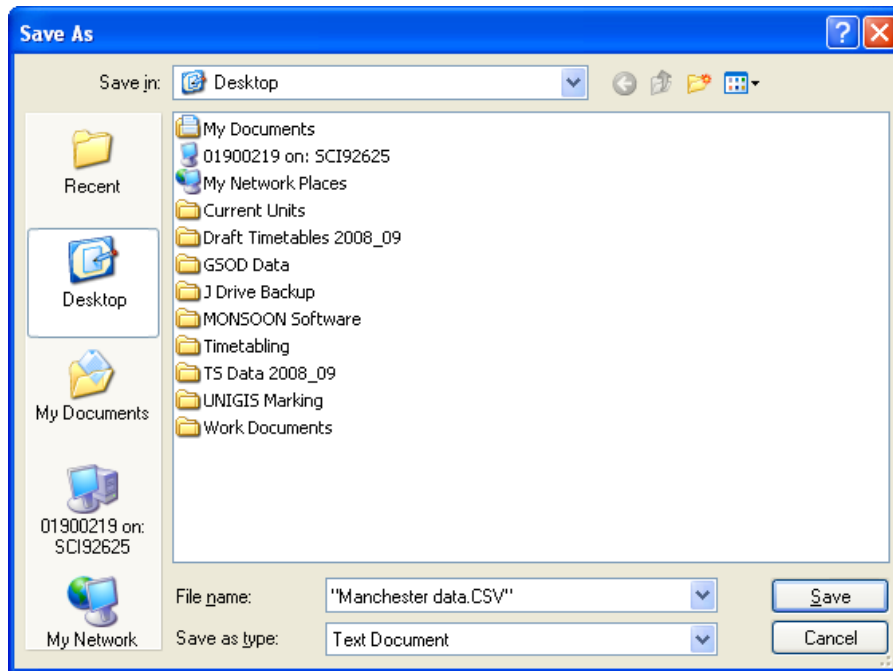 Save As
Save in:
Desktop
Recent
Desktop
My Documents
01900219 on:
SCI92625
My Network
My Documents
01900219 on: SCI92625
My Network Places
Current Units
Draft Timetables 2008_09
GSOD Data
J Drive Backup
MONSOON Software
Timetabling
TS Data 2008_09
UNIGIS Marking
Work Documents
File name:
"Manchester data.CSV"
Save
Save as type:
Text Document
Cancel